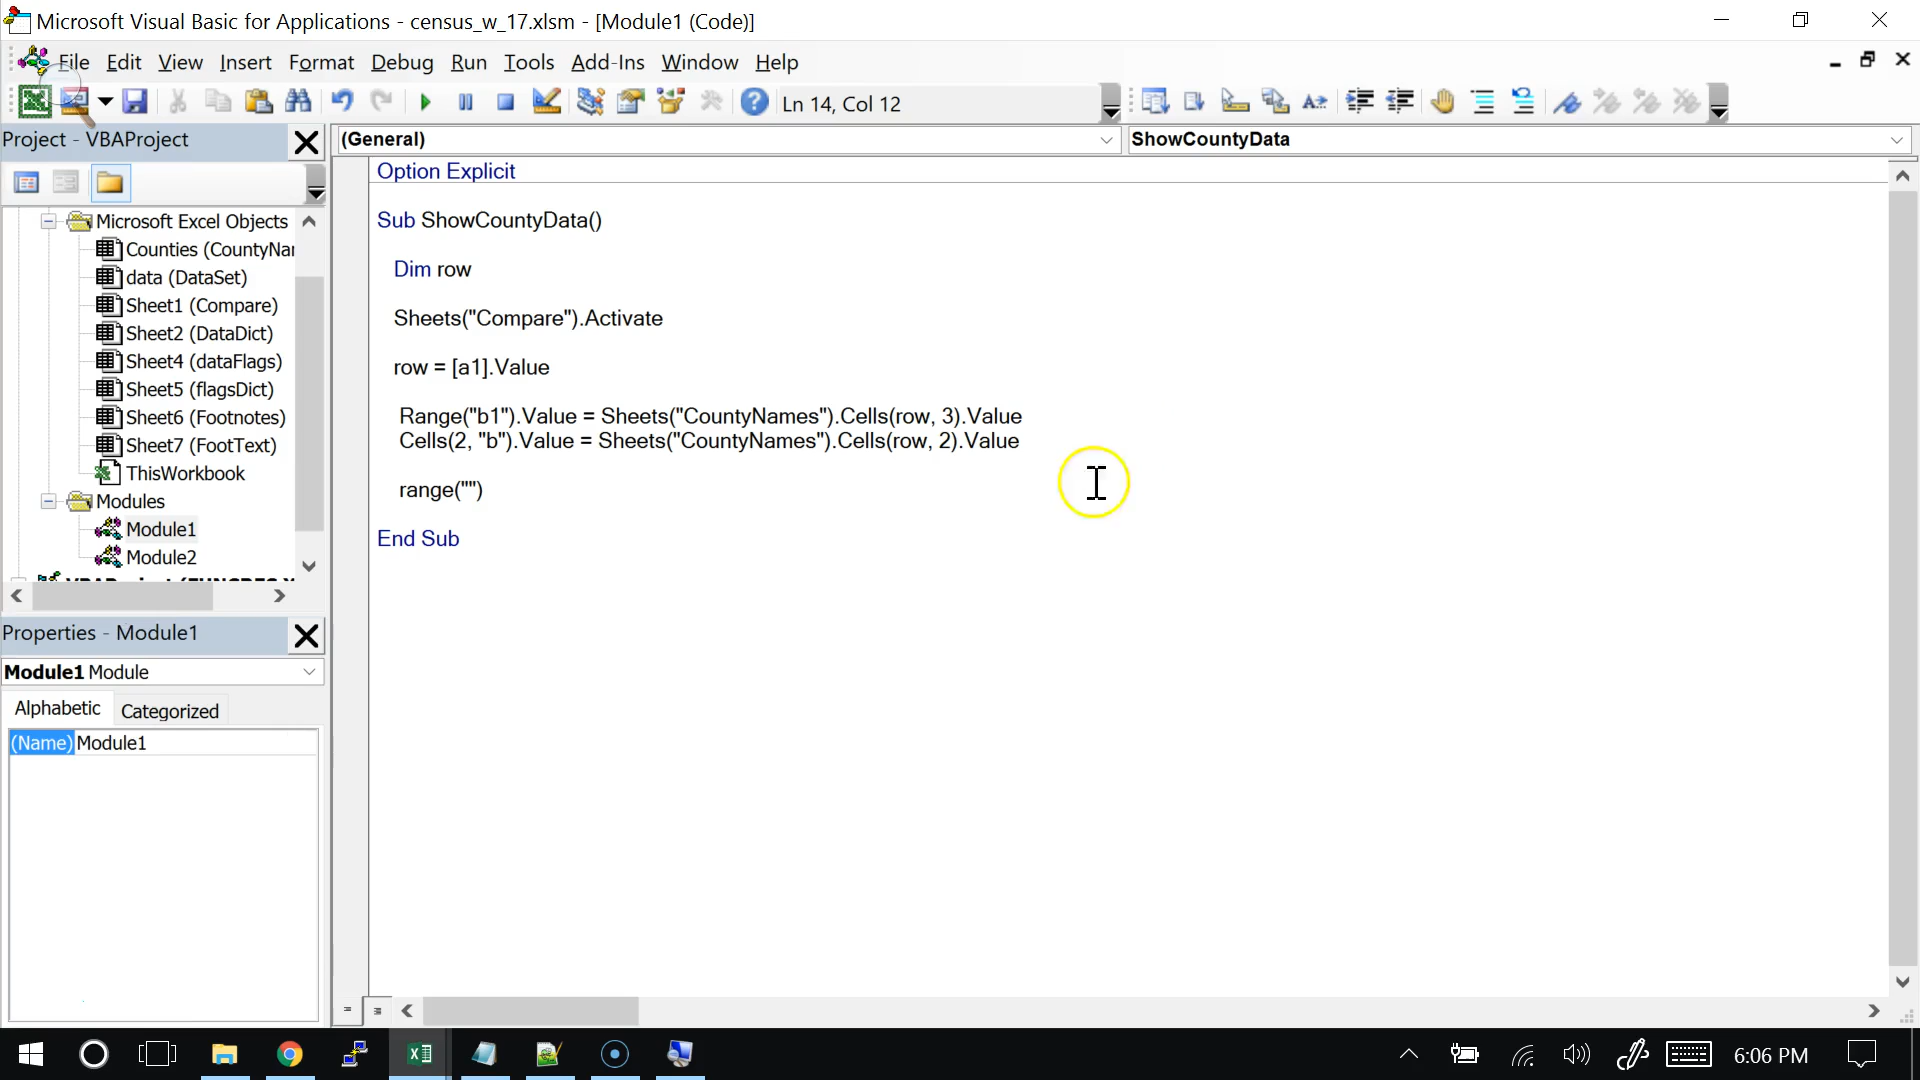 Microsoft Visual Basic for Applications - census_w_17.xlsm - [Module1 (Code)]
File Edit View Insert Format Debug Run Tools Add-Ins Window Help
Ln 14, Col 12
Project - VBAProject
(General)
ShowCountyData
Microsoft Excel Objects
Counties (CountyNar
data (DataSet)
Sheet1 (Compare)
Sheet2 (DataDict)
Sheet4 (dataFlags)
Sheet5 (flagsDict)
Sheet6 (Footnotes)
Sheet7 (FootText)
ThisWorkbook
Modules
Module1
Module2
Properties - Module1
Module1 Module
Alphabetic Categorized
(Name) Module1
Option Explicit
Sub ShowCountyData()
Dim row
Sheets("Compare").Activate
row = [a1].Value
Range("b1").Value = Sheets("CountyNames").Cells(row, 3).Value
Cells(2, "b").Value = Sheets("CountyNames").Cells(row, 2).Value
range("")
End Sub
6:06 PM